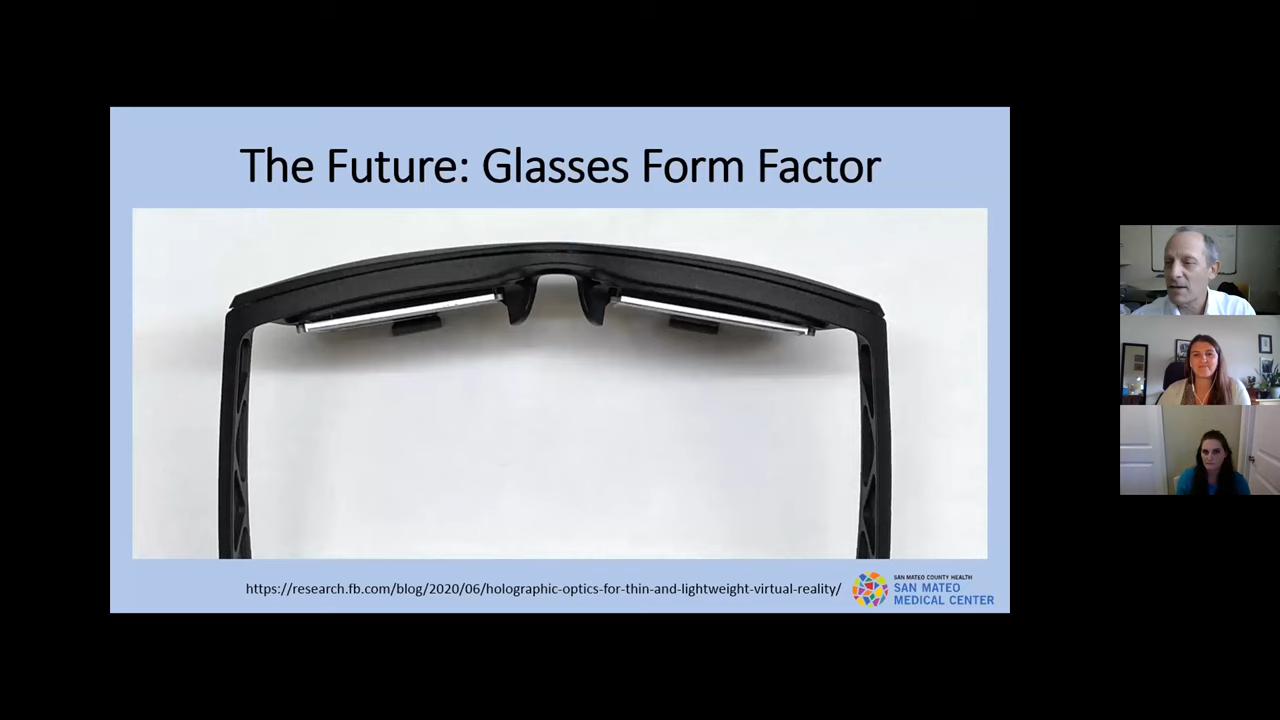 The Future: Glasses Form Factor
https://research.fb.com/blog/2020/06/holographic-optics-for-thin-and-lightweight-virtual-reality/
SAN MATEO COUNTY HEALTH
SAN MATEO
MEDICAL CENTER